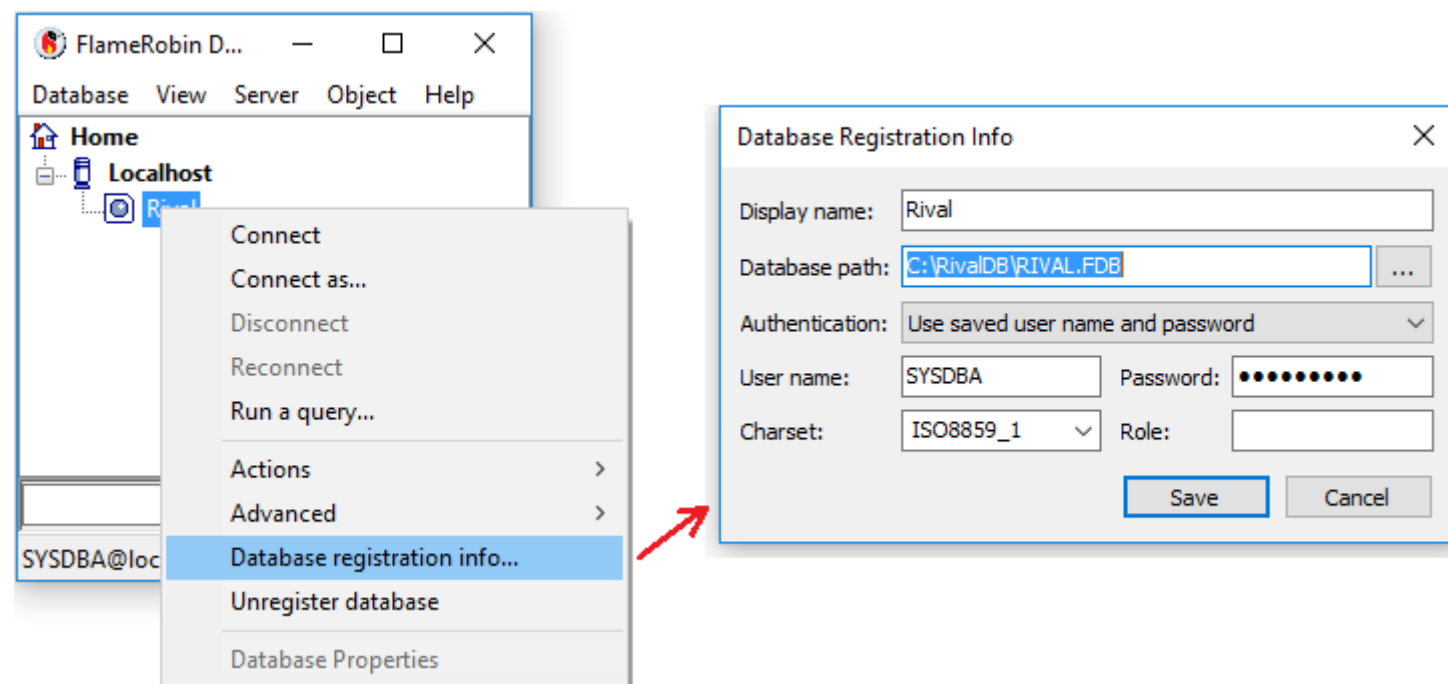 FlameRobin D...
Database View Server Object Help
Home
Localhost
Connect
Connect as...
Disconnect
Reconnect
Run a query...
Actions
Advanced
Database registration info...
Unregister database
Database Properties
SYSDBA@loc
Database Registration Info
Display name: Rival
Database path: C:\RivalDB\RIVAL.FDB ...
Authentication: Use saved user name and password
User name: SYSDBA Password: ●●●●●●●●●
Charset: ISO8859_1 Role:
Save Cancel